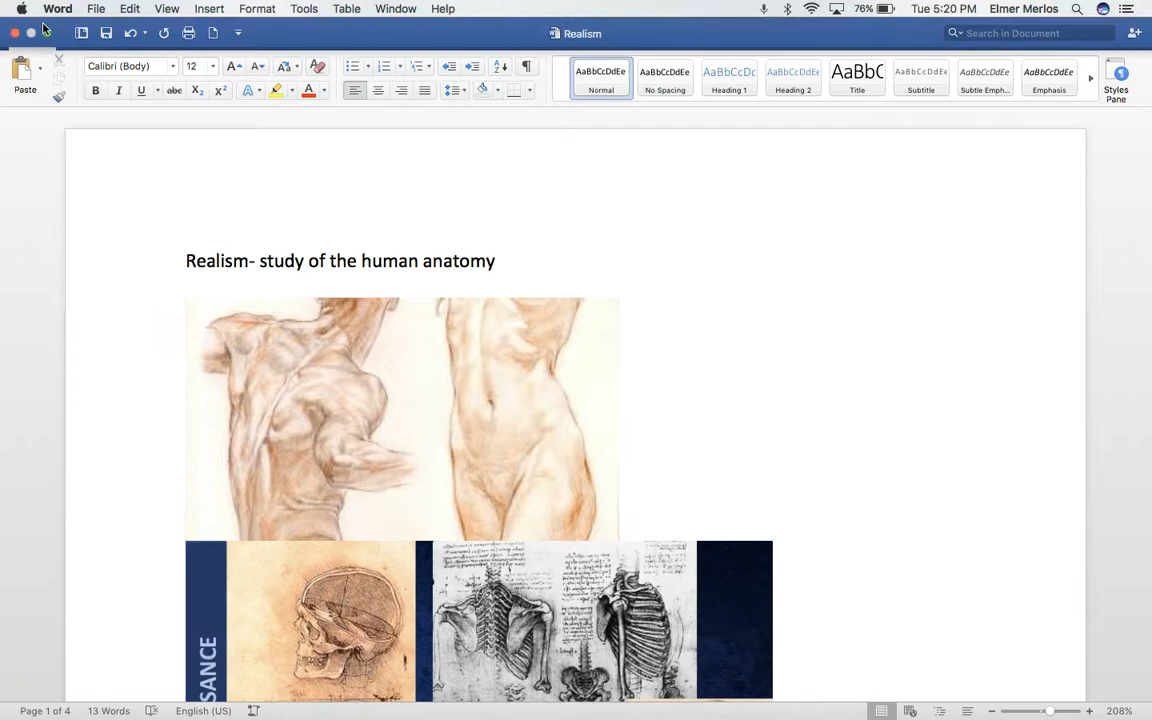 Word File Edit View Insert Format Tools Table Window Help 76% Tue 5:20 PM Elmer Merlos
Realism Search in Document
Paste Calibri (Body) 12 Styles Pane
AaBbCcDdEe AaBbCcDdEe AaBbCcDc AaBbCcDdEe AaBbC AaBbCcDdEe AaBbCcDdEe AaBbCcDdEe
B I U abc X₂ X² A A
Normal No Spacing Heading 1 Heading 2 Title Subtitle Subtle Emph... Emphasis
Realism- study of the human anatomy
SANCE
Page 1 of 4 13 Words English (US) 208%